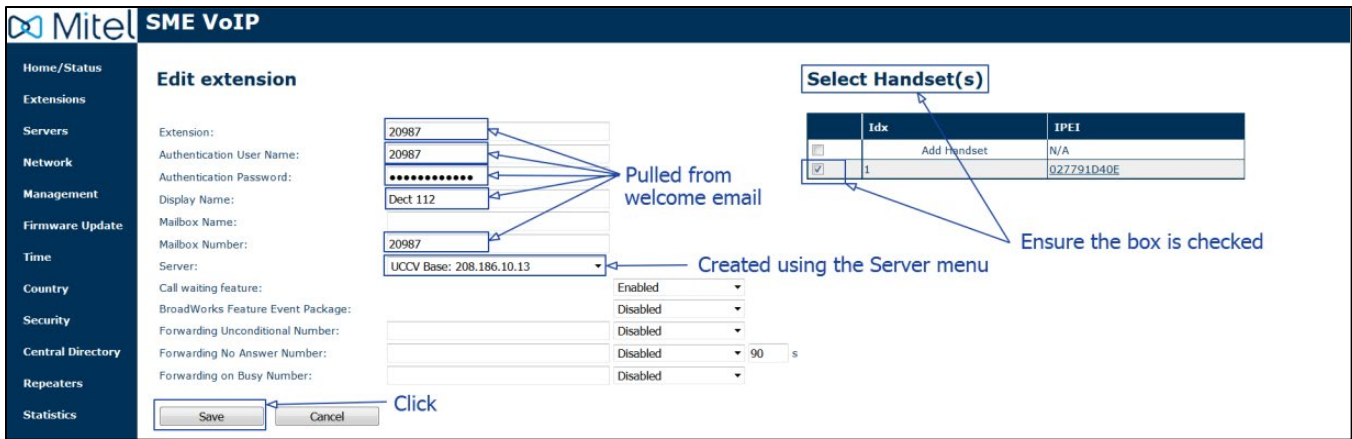 Mitel SME VoIP
Home/Status
Extensions
Servers
Network
Management
Firmware Update
Time
Country
Security
Central Directory
Repeaters
Statistics
Edit extension
Extension: 20987
Authentication User Name: 20987
Authentication Password: ●●●●●●●●●●●●
Display Name: Dect 112
Mailbox Name:
Mailbox Number: 20987
Server: UCCV Base: 208.186.10.13
Call waiting feature: Enabled
BroadWorks Feature Event Package: Disabled
Forwarding Unconditional Number: Disabled
Forwarding No Answer Number: Disabled 90 s
Forwarding on Busy Number: Disabled
Save Cancel
Click
Pulled from
welcome email
Created using the Server menu
Select Handset(s)
Idx IPEI
Add Handset N/A
1 027791D40E
Ensure the box is checked